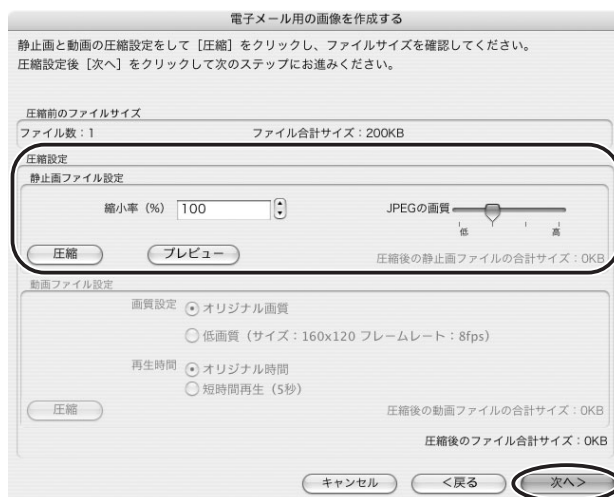 電子メール用の画像を作成する
静止画と動画の圧縮設定をして［圧縮］をクリックし、ファイルサイズを確認してください。
圧縮設定後［次へ］をクリックして次のステップにお進みください。
圧縮前のファイルサイズ
ファイル数：1 ファイル合計サイズ：200KB
圧縮設定
静止画ファイル設定
縮小率（%） 100 JPEGの画質
低 高
圧縮 プレビュー 圧縮後の静止画ファイルの合計サイズ：0KB
動画ファイル設定
画質設定 オリジナル画質
低画質（サイズ：160x120 フレームレート：8fps）
再生時間 オリジナル時間
短時間再生（5秒）
圧縮 圧縮後の動画ファイルの合計サイズ：0KB
圧縮後のファイル合計サイズ：0KB
キャンセル <戻る 次へ>